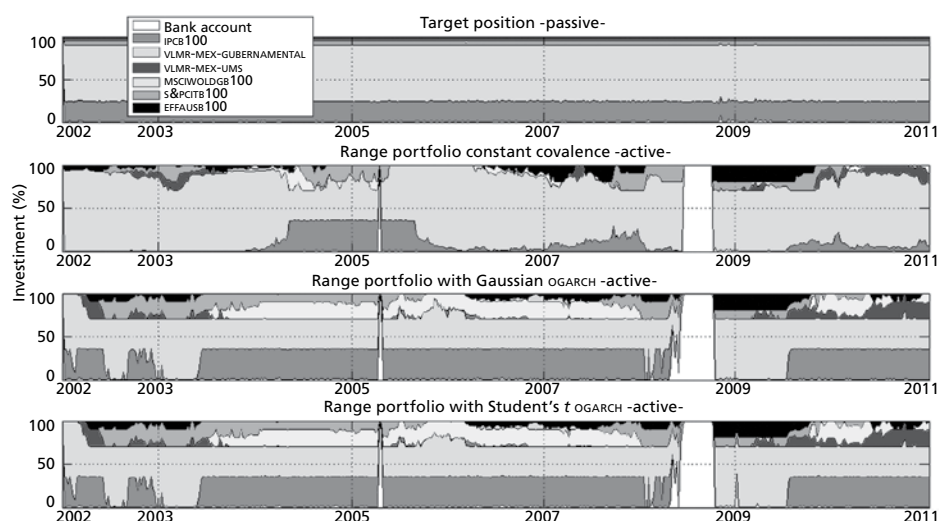 Target position -passive-
Bank account
IPCB100
VLMR-MEX-GUBERNAMENTAL
VLMR-MEX-UMS
MSCIWOLDGB100
S&PCITB100
EFFAUSB100
100
50
0
2002 2003 2005 2007 2009 2011
Range portfolio constant covalence -active-
100
50
0
2002 2003 2005 2007 2009 2011
Investiment (%)
Range portfolio with Gaussian OGARCH -active-
100
50
0
2002 2003 2005 2007 2009 2011
Range portfolio with Student's t OGARCH -active-
100
50
0
2002 2003 2005 2007 2009 2011